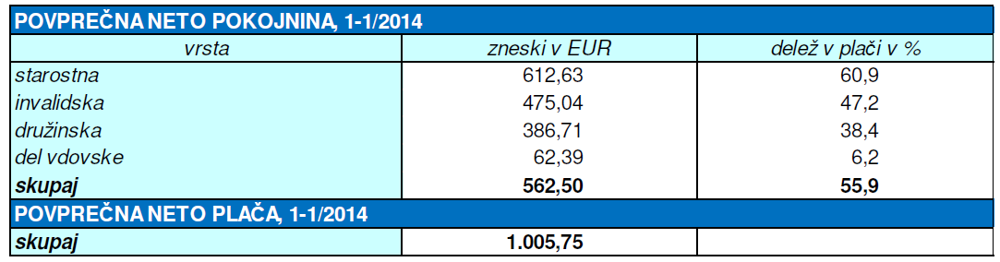 POVPREČNA NETO POKOJNINA, 1-1/2014
vrsta zneski v EUR delež v plači v %
starostna 612,63 60,9
invalidska 475,04 47,2
družinska 386,71 38,4
del vdovske 62,39 6,2
skupaj 562,50 55,9
POVPREČNA NETO PLAČA, 1-1/2014
skupaj 1.005,75